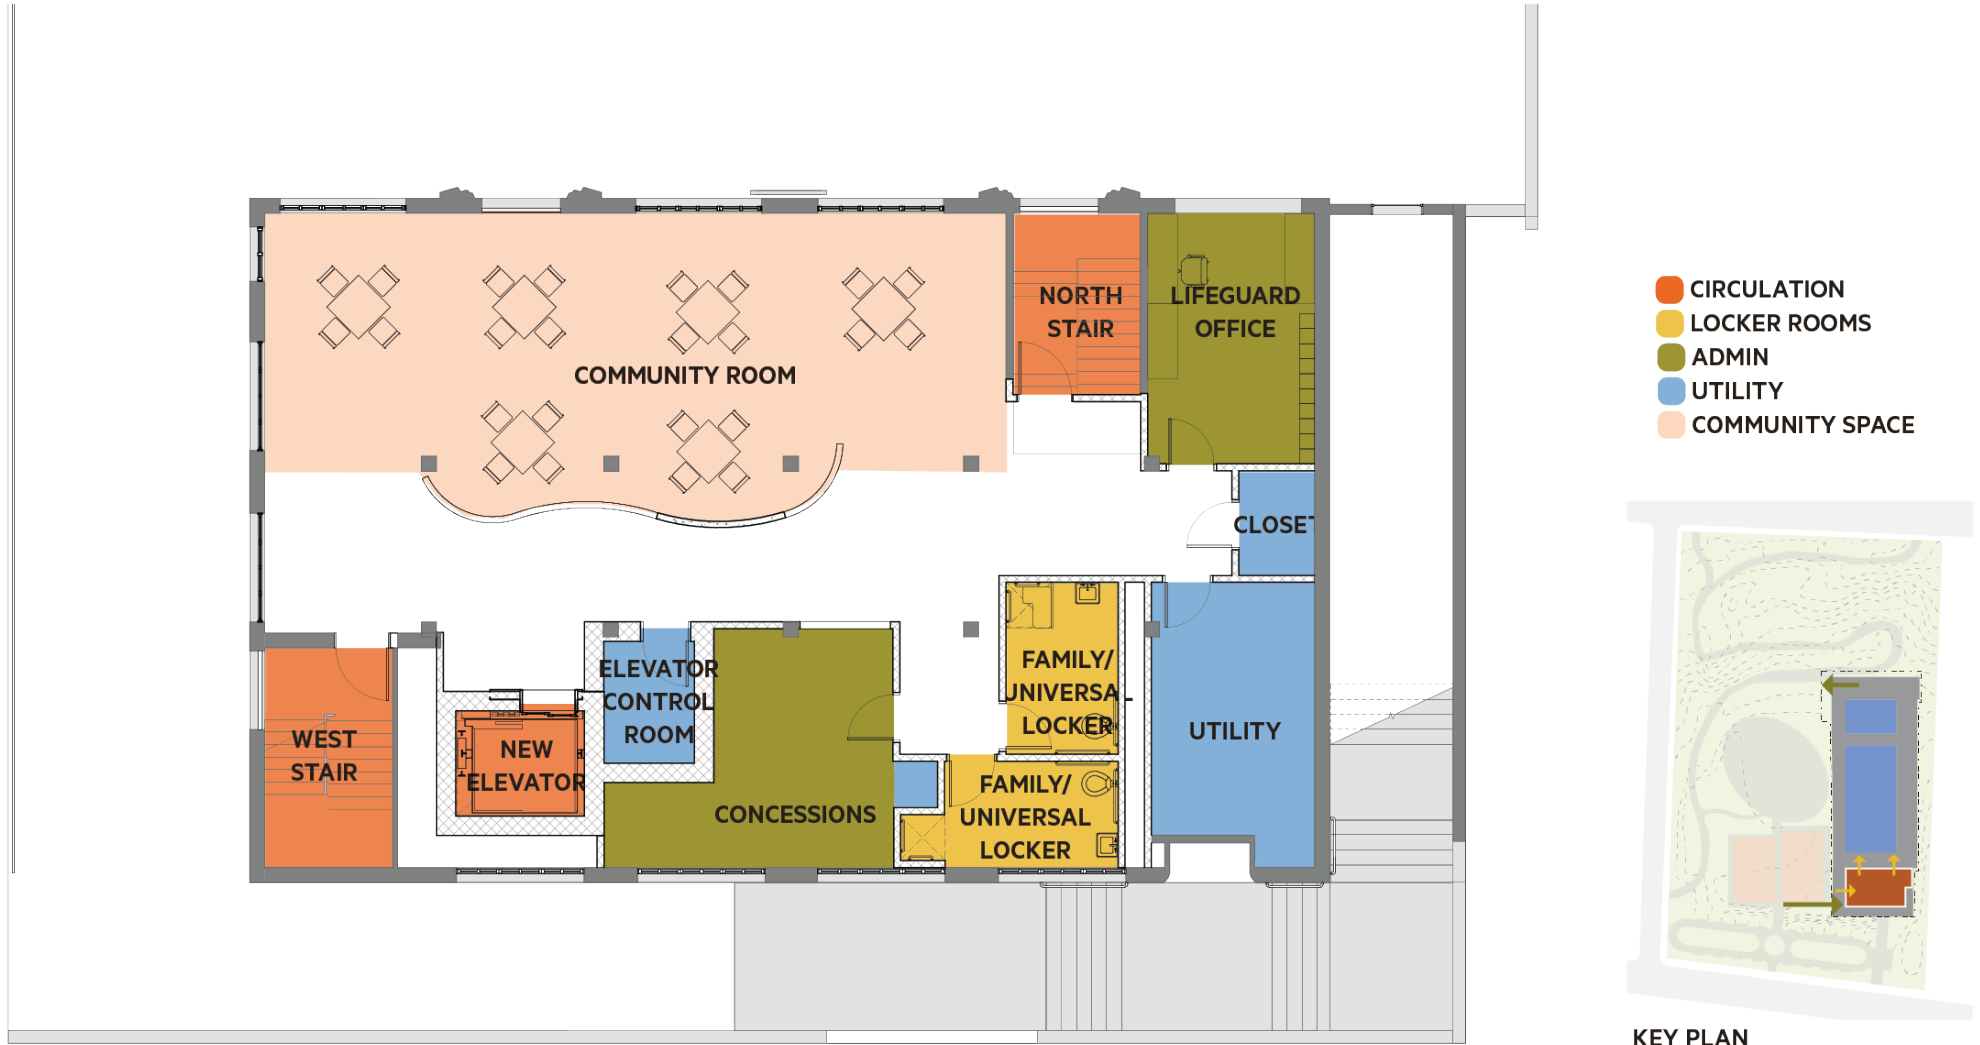 NORTH
STAIR
LIFEGUARD
OFFICE
COMMUNITY ROOM
CLOSET
ELEVATOR
CONTROL
ROOM
FAMILY/
UNIVERSAL
LOCKER
WEST
STAIR
NEW
ELEVATOR
CONCESSIONS
FAMILY/
UNIVERSAL
LOCKER
UTILITY
CIRCULATION
LOCKER ROOMS
ADMIN
UTILITY
COMMUNITY SPACE
KEY PLAN